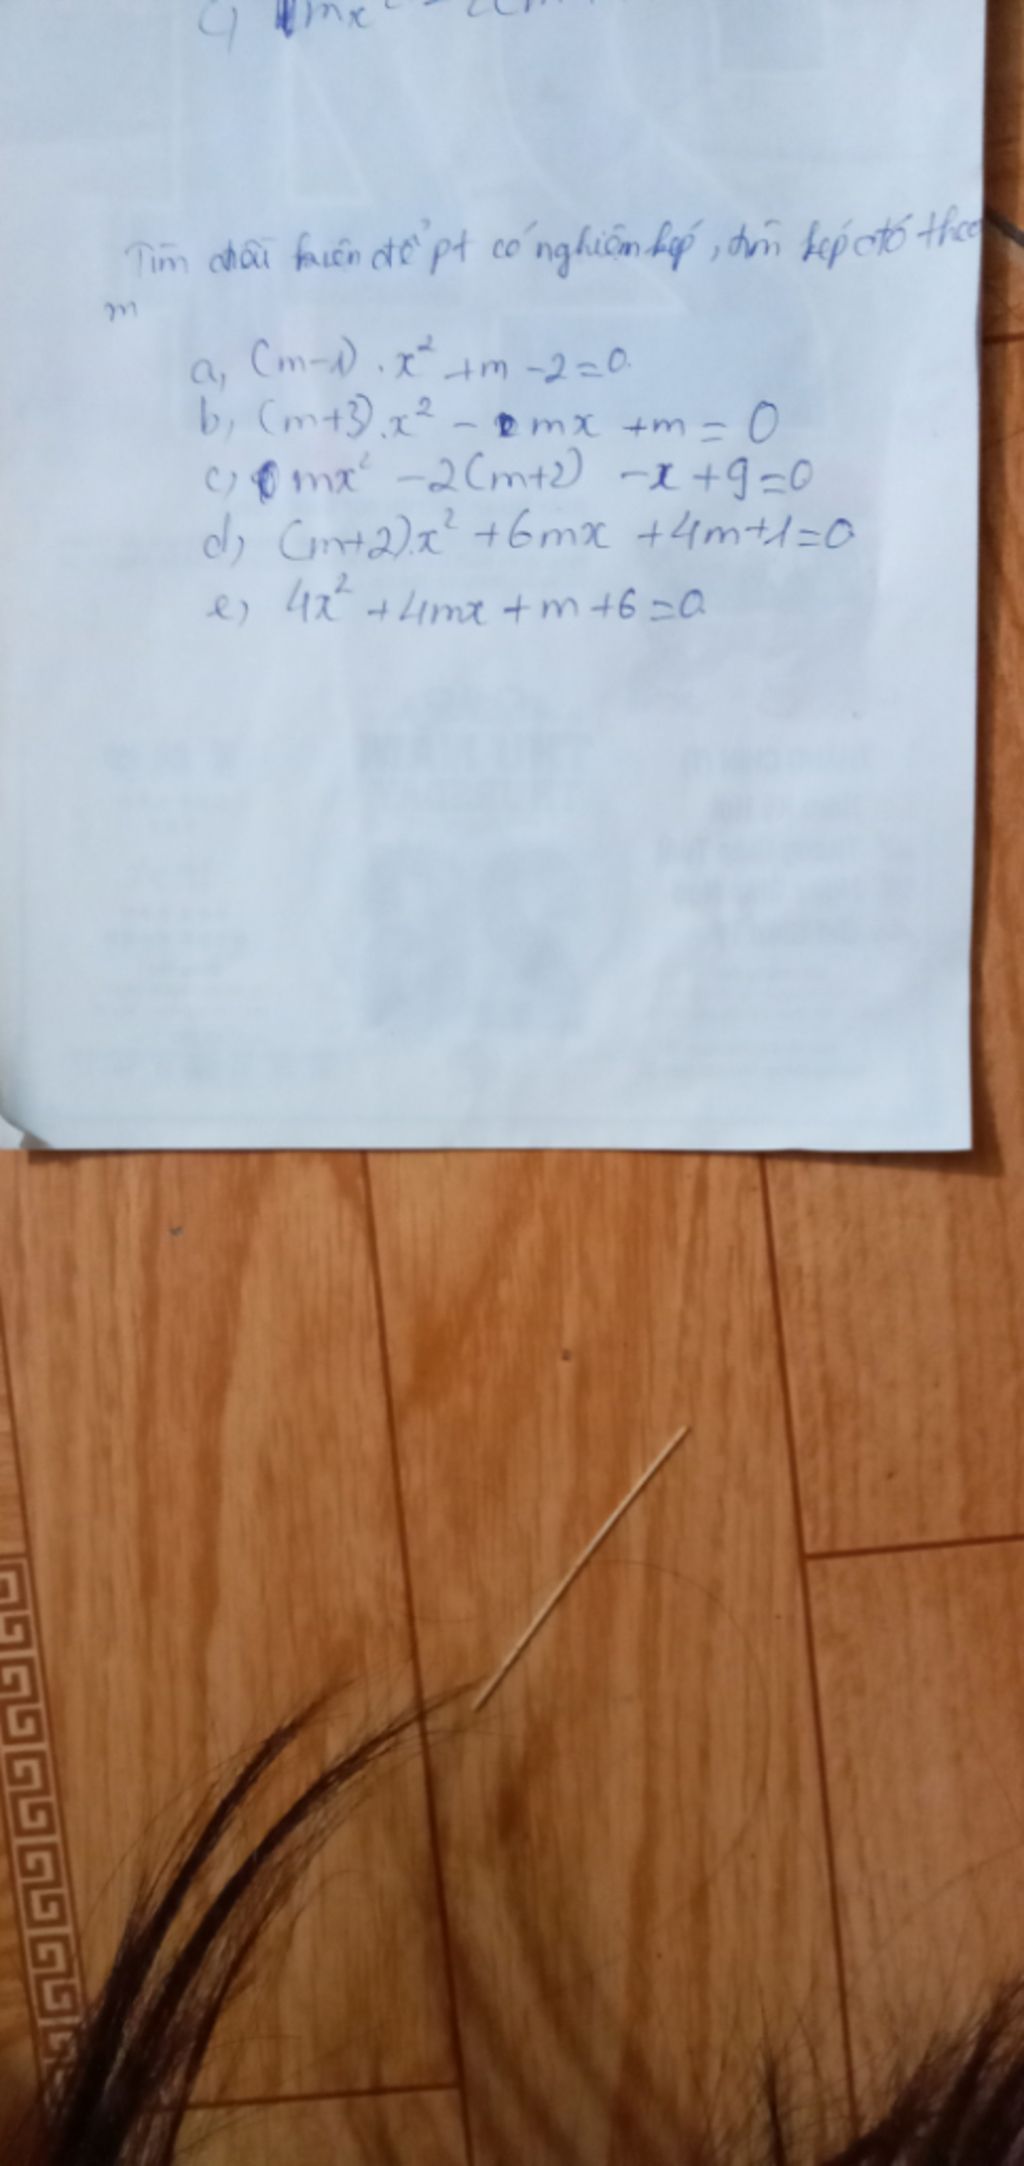 c) mx²
Tìm điều kiện để pt có nghiệm kép, tìm kép đó theo
m
a, (m-1).x² +m -2=0
b, (m+3).x² - mx +m = 0
c, mx² -2(m+2) -x +9=0
d, (m+2).x² +6mx +4m+1=0
e, 4x² +4mx +m +6=0